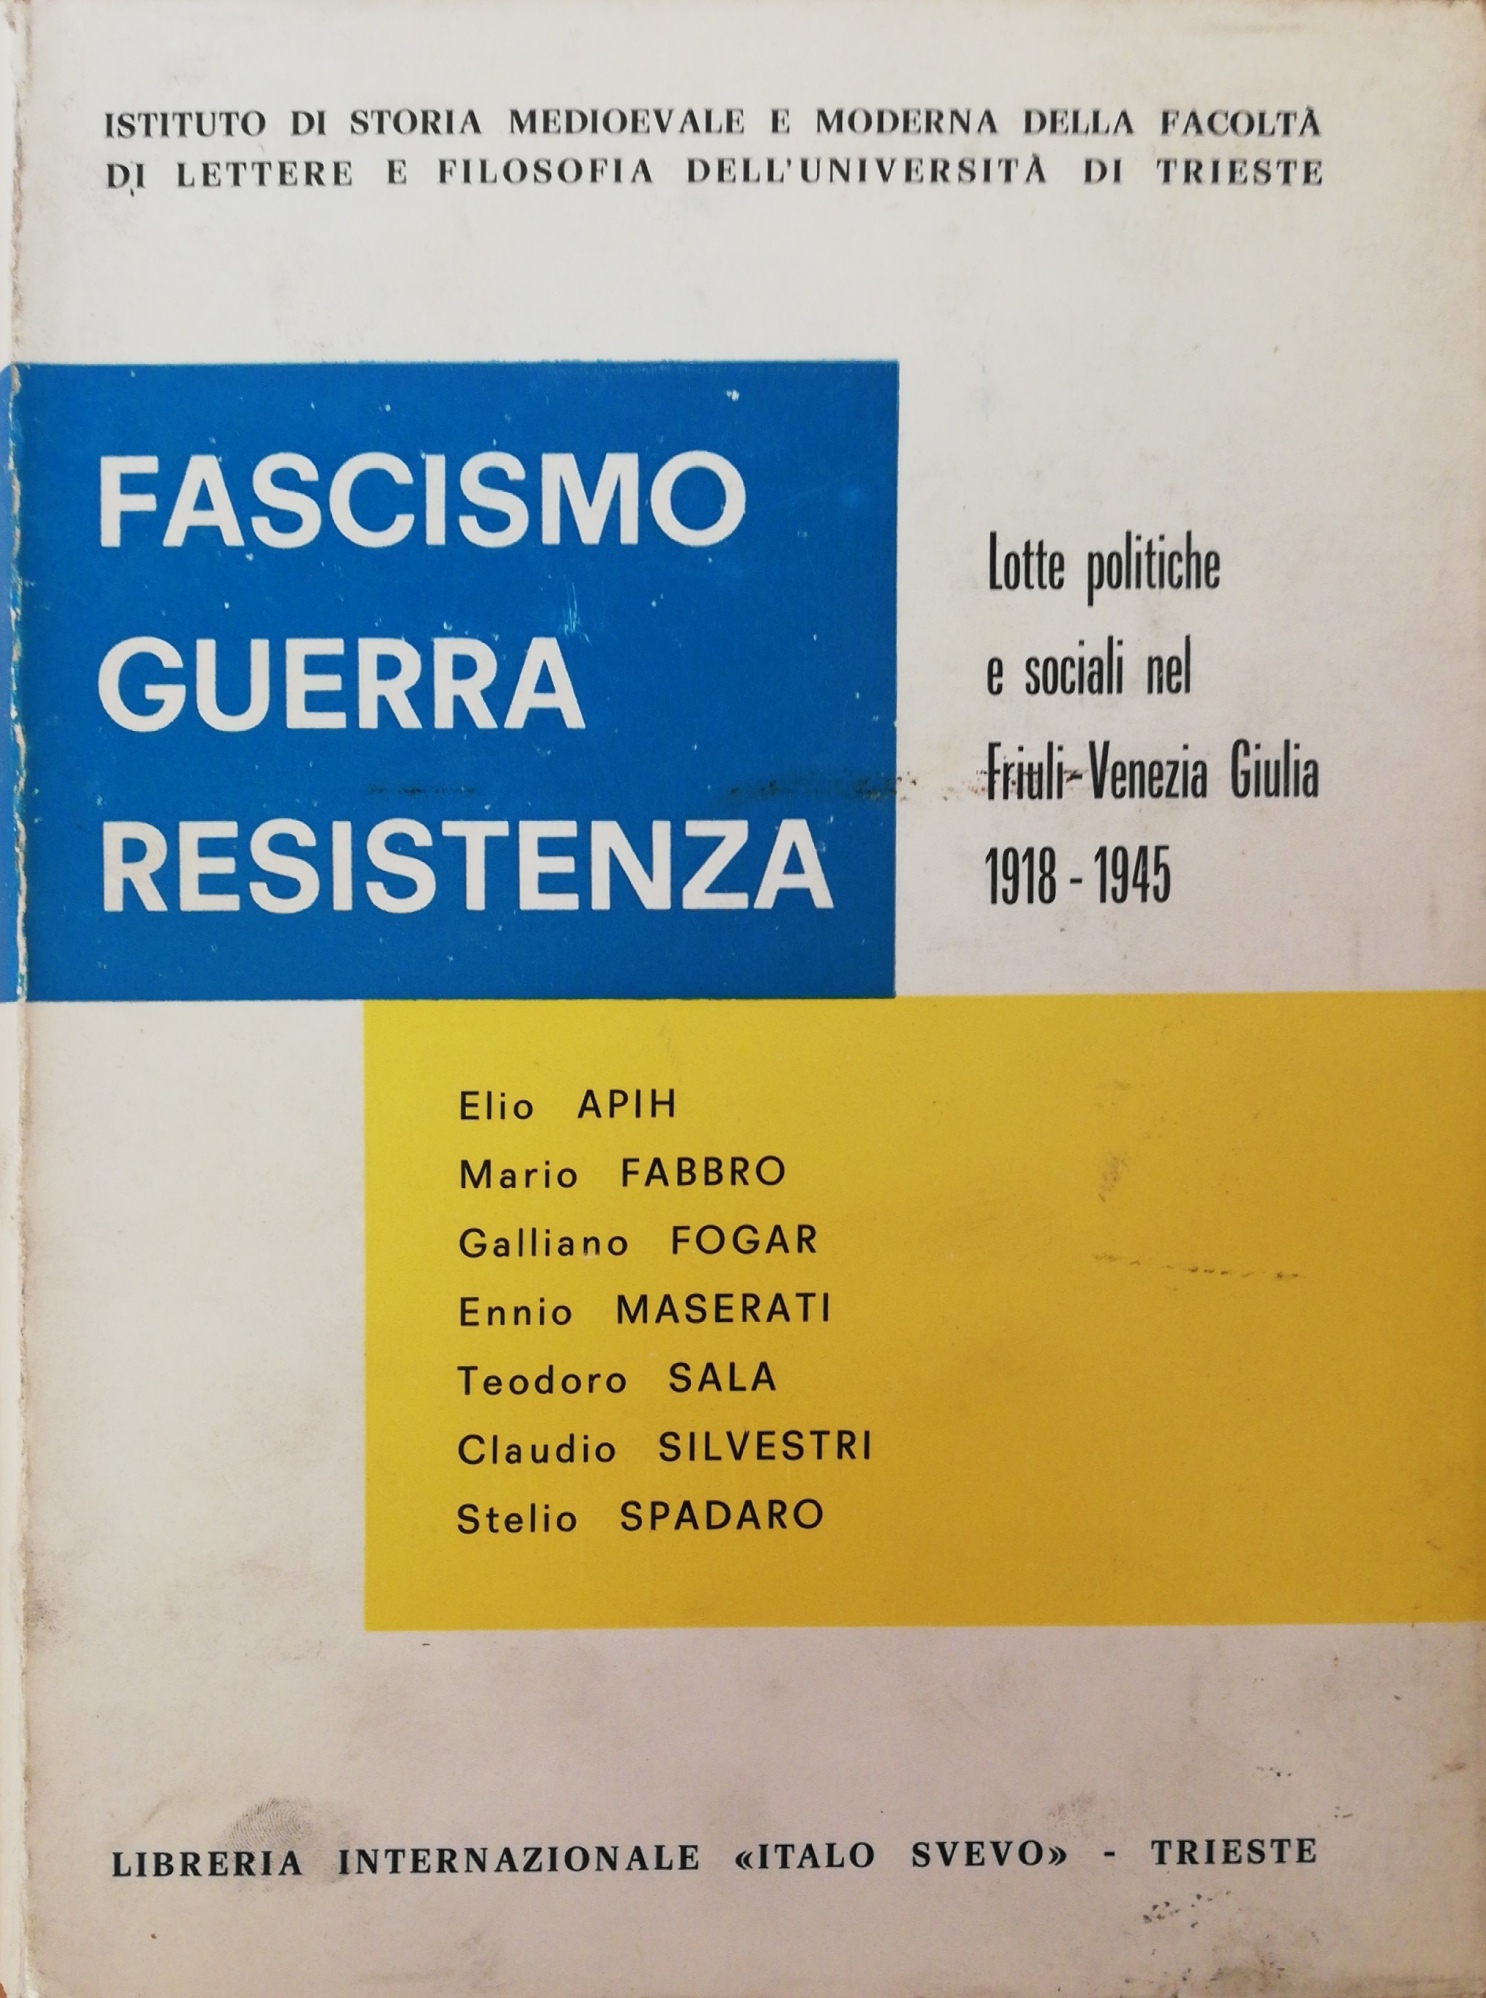 ISTITUTO DI STORIA MEDIOEVALE E MODERNA DELLA FACOLTÀ
DI LETTERE E FILOSOFIA DELL'UNIVERSITÀ DI TRIESTE
FASCISMO
GUERRA
RESISTENZA
Lotte politiche
e sociali nel
Friuli-Venezia Giulia
1918 - 1945
Elio APIH
Mario FABBRO
Galliano FOGAR
Ennio MASERATI
Teodoro SALA
Claudio SILVESTRI
Stelio SPADARO
LIBRERIA INTERNAZIONALE «ITALO SVEVO» - TRIESTE